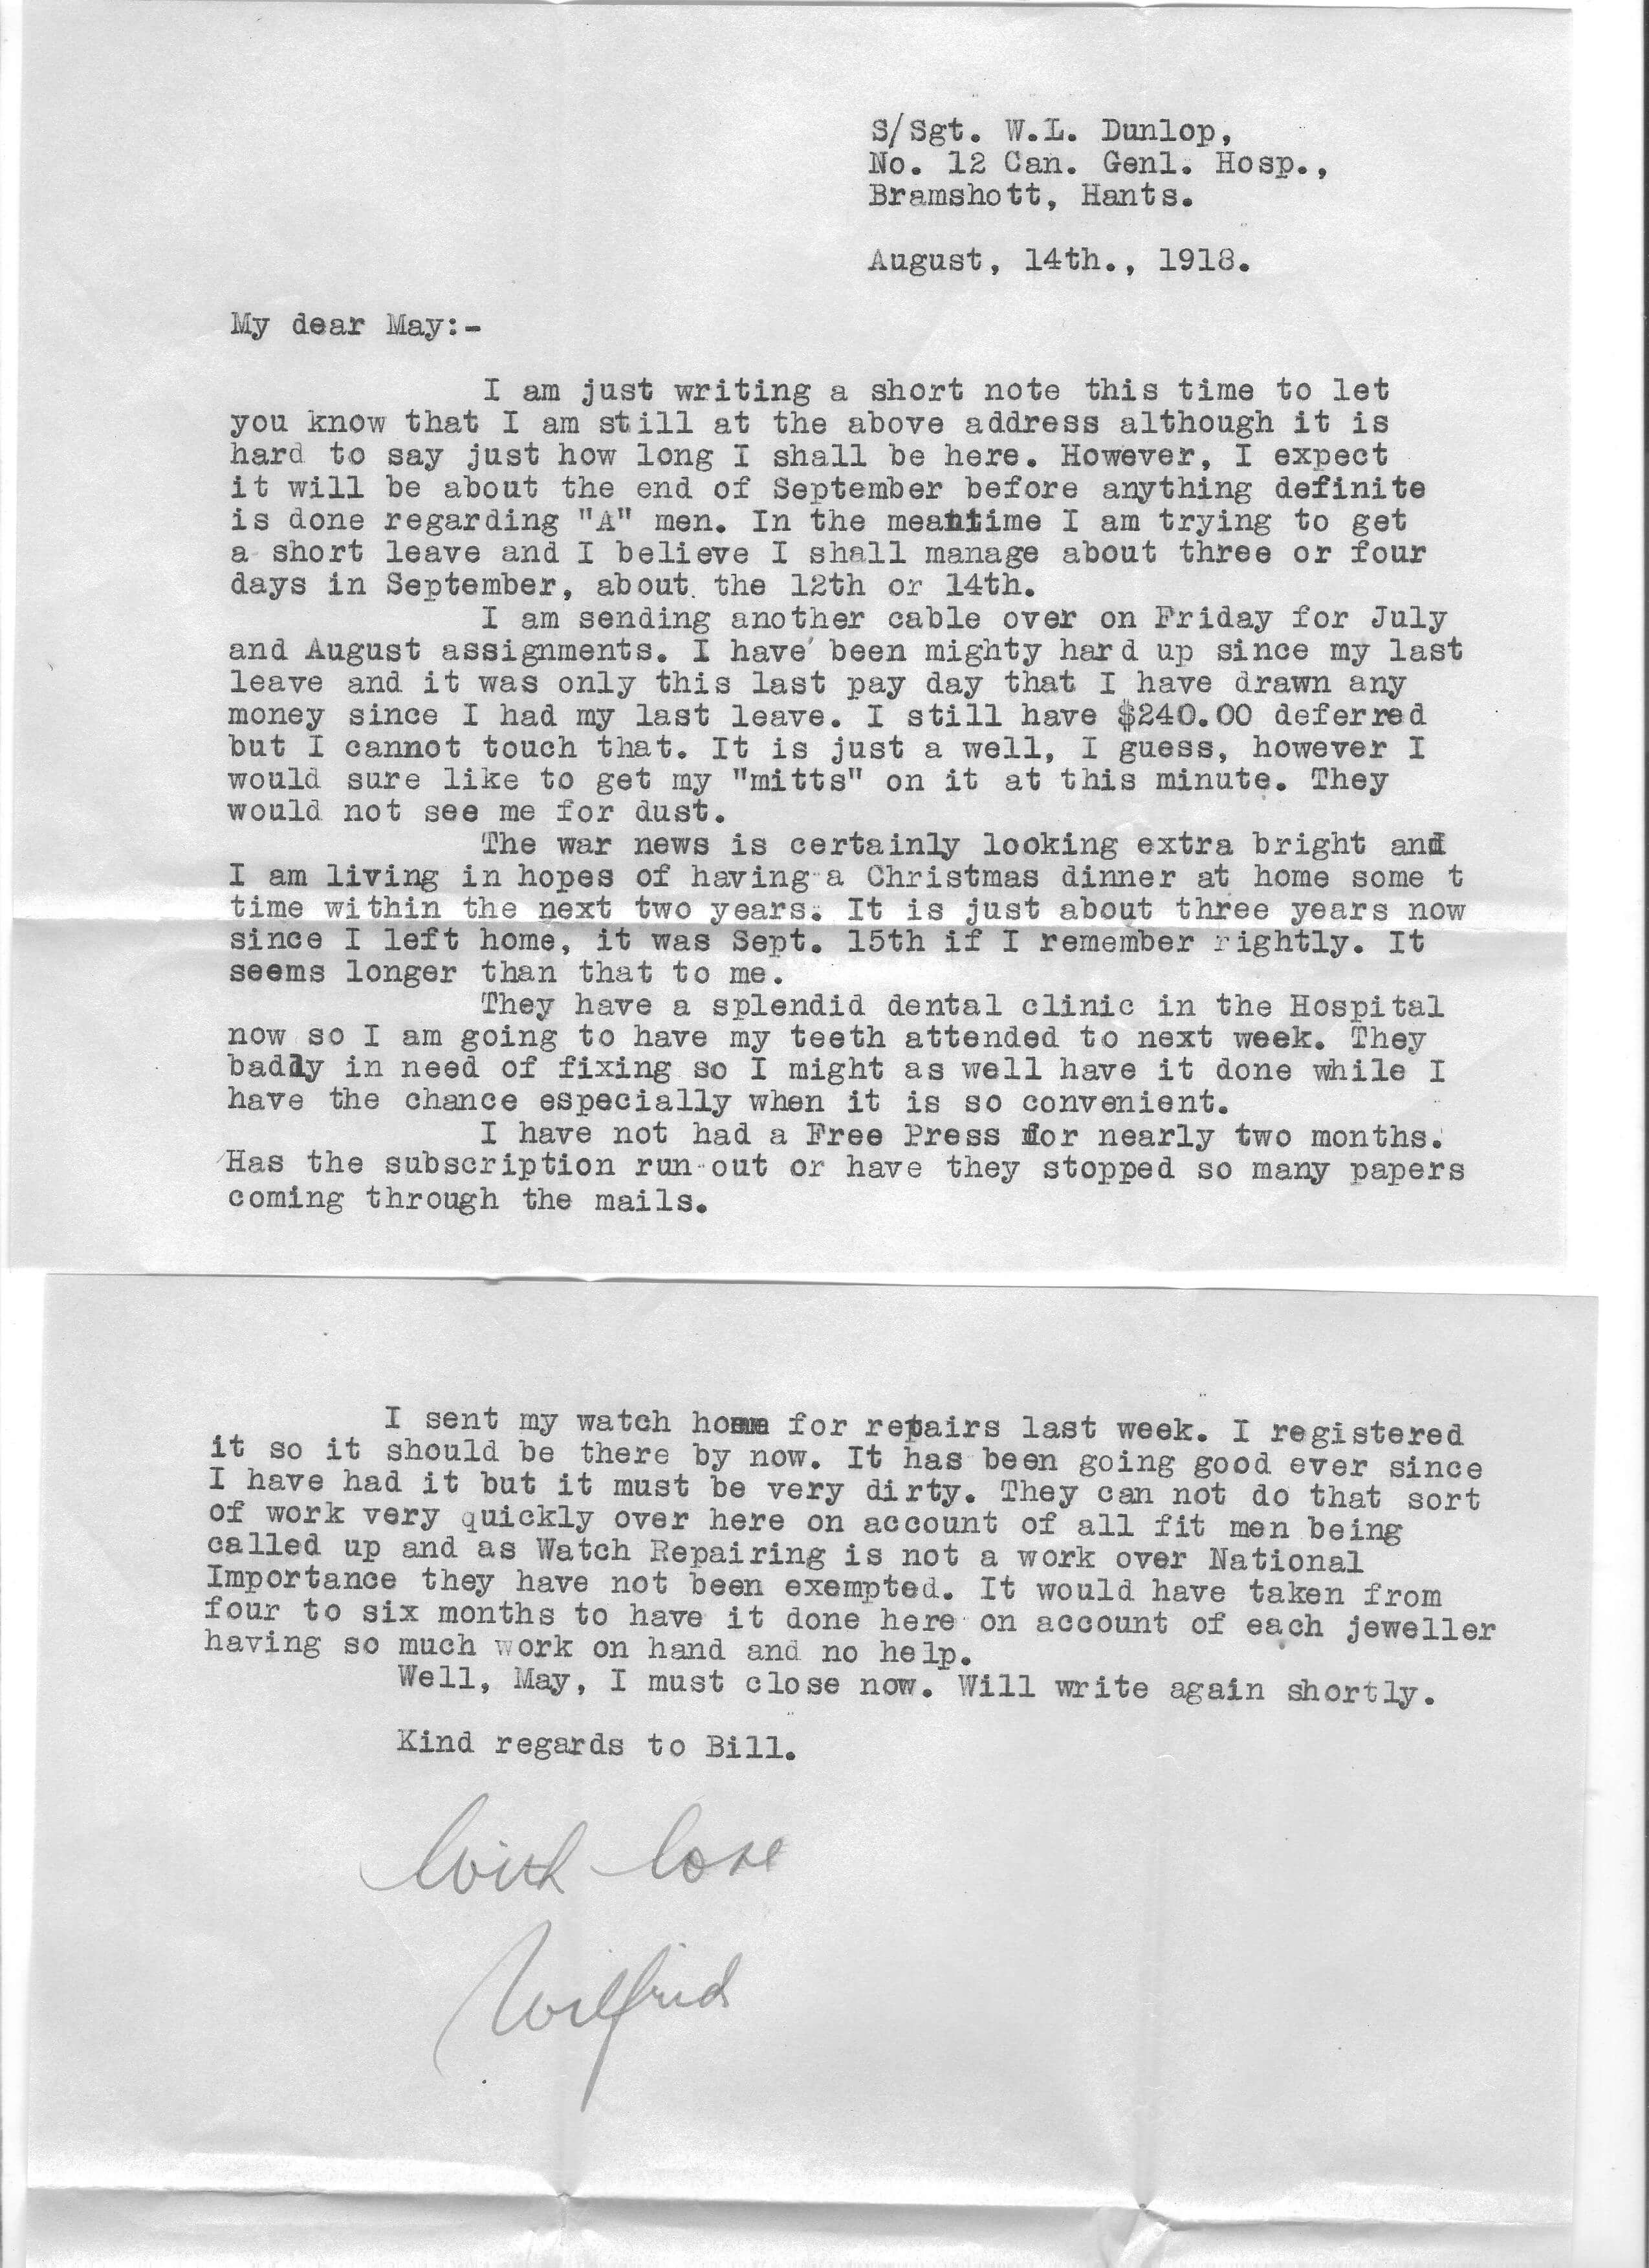 S/Sgt. W.L. Dunlop,
No. 12 Can. Genl. Hosp.,
Bramshott, Hants.
August, 14th., 1918.
My dear May:-
I am just writing a short note this time to let
you know that I am still at the above address although it is
hard to say just how long I shall be here. However, I expect
it will be about the end of September before anything definite
is done regarding "A" men. In the meantime I am trying to get
a short leave and I believe I shall manage about three or four
days in September, about the 12th or 14th.
I am sending another cable over on Friday for July
and August assignments. I have been mighty hard up since my last
leave and it was only this last pay day that I have drawn any
money since I had my last leave. I still have $240.00 deferred
but I cannot touch that. It is just a well, I guess, however I
would sure like to get my "mitts" on it at this minute. They
would not see me for dust.
The war news is certainly looking extra bright and
I am living in hopes of having a Christmas dinner at home some t
time within the next two years. It is just about three years now
since I left home, it was Sept. 15th if I remember rightly. It
seems longer than that to me.
They have a splendid dental clinic in the Hospital
now so I am going to have my teeth attended to next week. They
badly in need of fixing so I might as well have it done while I
have the chance especially when it is so convenient.
I have not had a Free Press for nearly two months.
Has the subscription run out or have they stopped so many papers
coming through the mails.
I sent my watch home for repairs last week. I registered
it so it should be there by now. It has been going good ever since
I have had it but it must be very dirty. They can not do that sort
of work very quickly over here on account of all fit men being
called up and as Watch Repairing is not a work over National
Importance they have not been exempted. It would have taken from
four to six months to have it done here on account of each jeweller
having so much work on hand and no help.
Well, May, I must close now. Will write again shortly.
Kind regards to Bill.
With love
Wilfrid